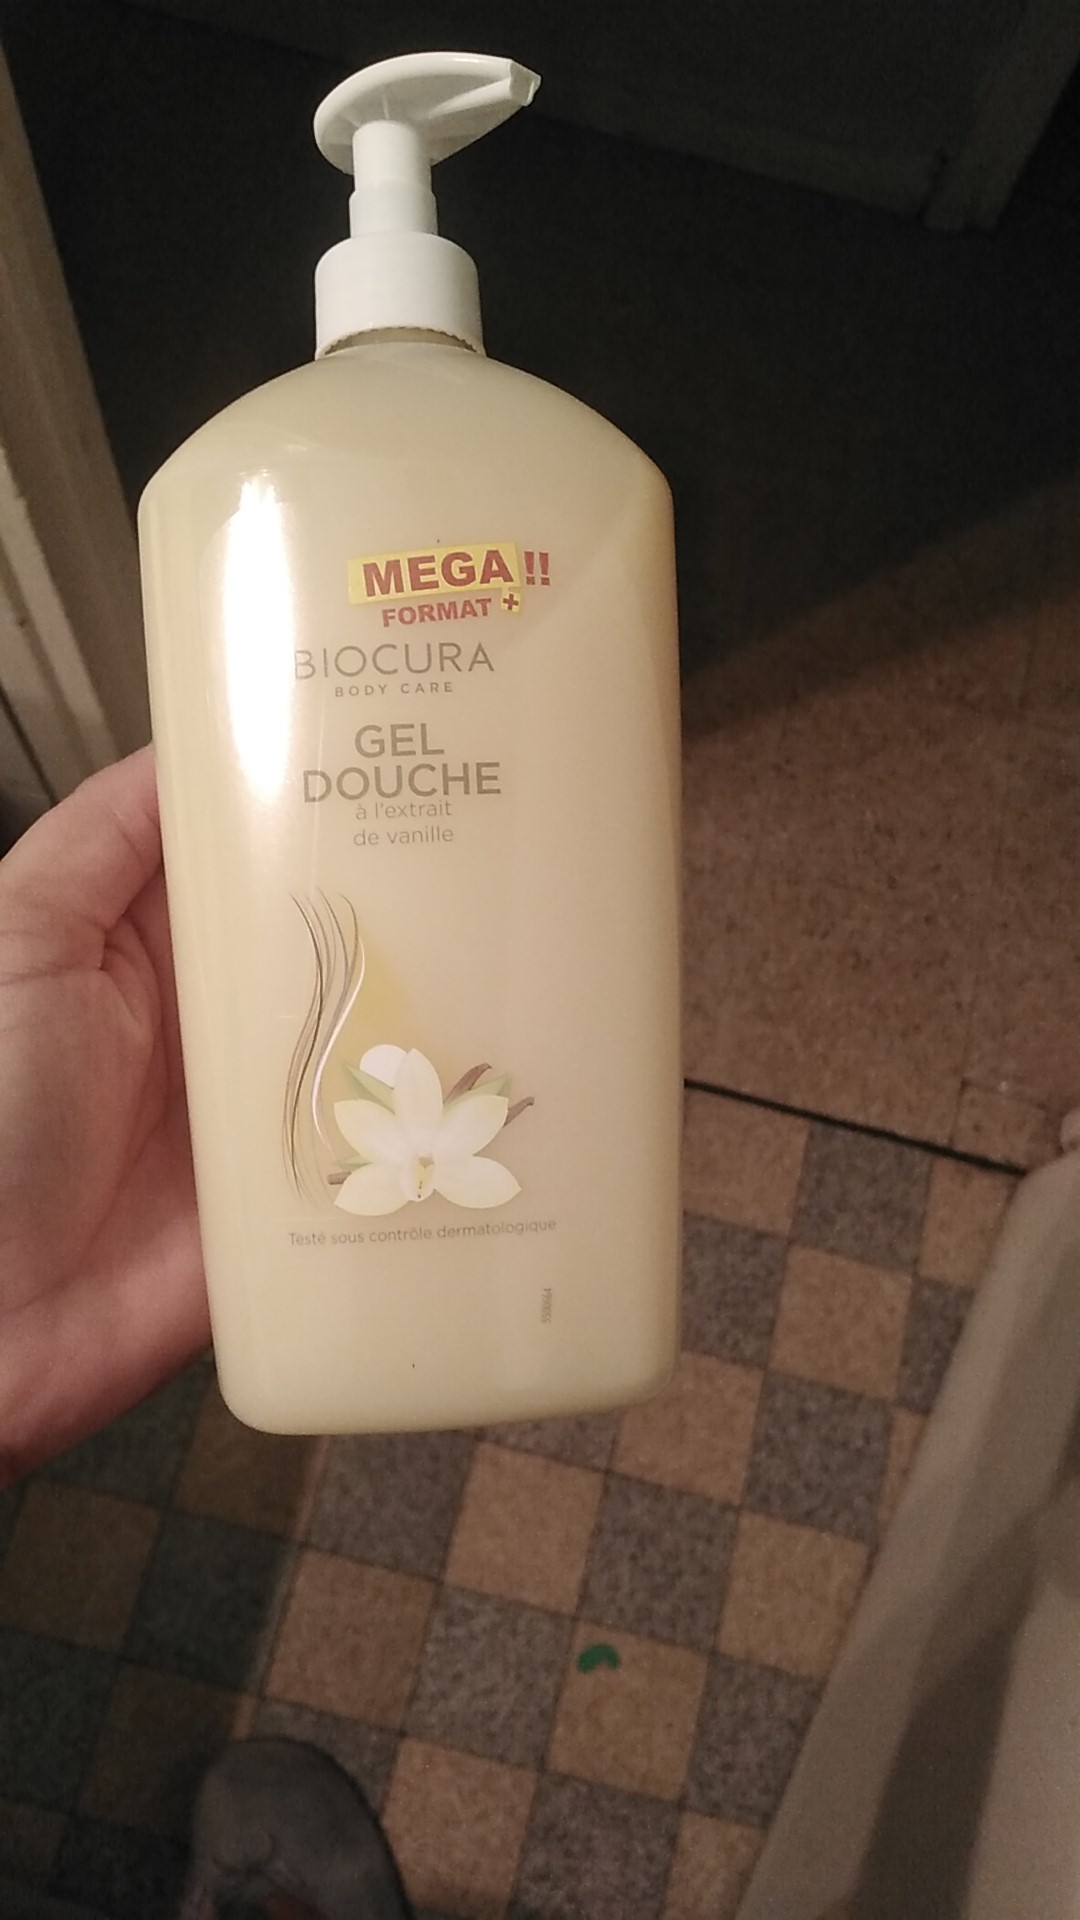 MEGA !!
FORMAT +
BIOCURA
BODY CARE
GEL
DOUCHE
à l'extrait
de vanille
Testé sous contrôle dermatologique